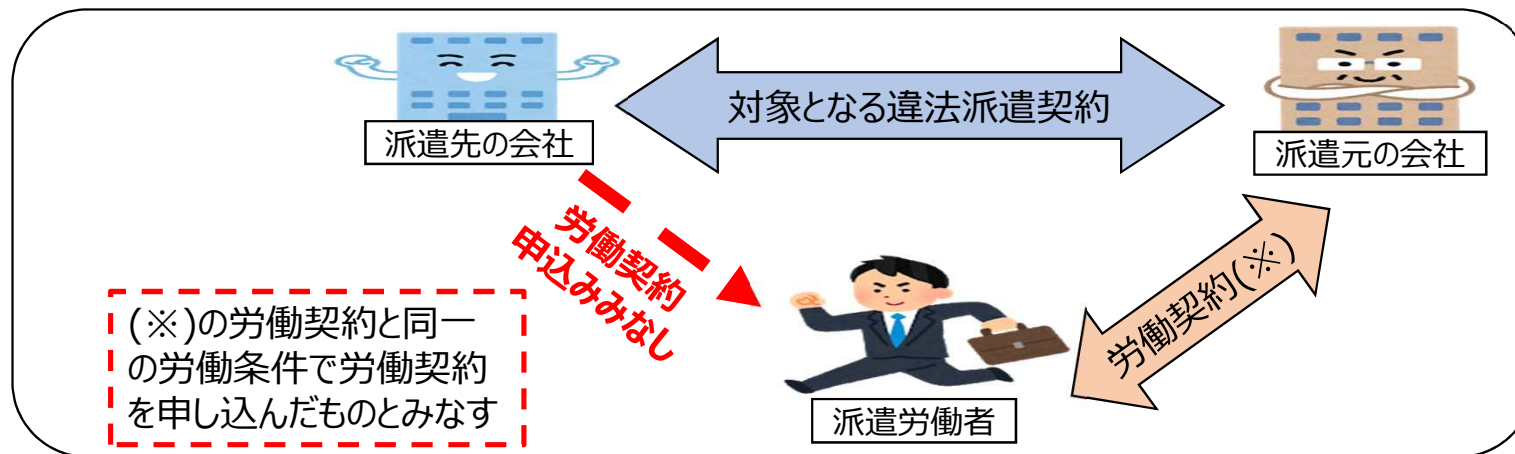 対象となる違法派遣契約
派遣先の会社
派遣元の会社
労働契約
申込みみなし
労働契約(※)
(※)の労働契約と同一
の労働条件で労働契約
を申し込んだものとみなす
派遣労働者